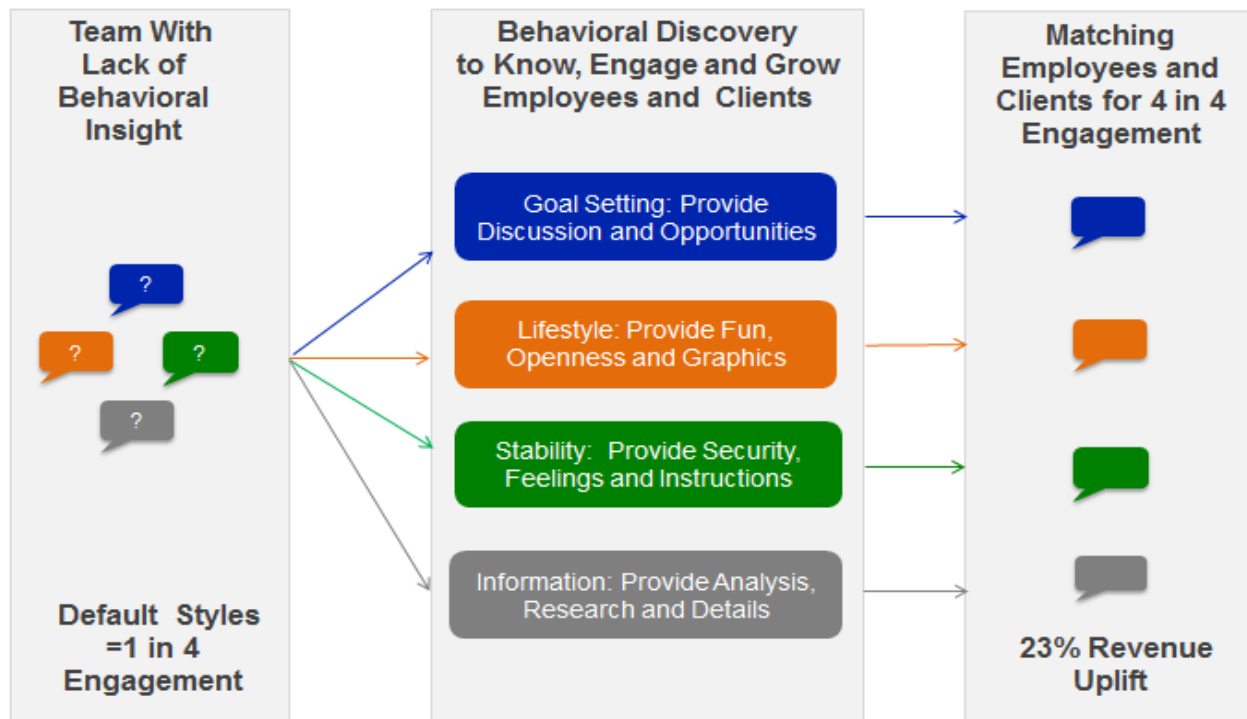 Team With
Lack of
Behavioral
Insight
?
?
?
?
Default Styles
=1 in 4
Engagement
Behavioral Discovery
to Know, Engage and Grow
Employees and Clients
Goal Setting: Provide
Discussion and Opportunities
Lifestyle: Provide Fun,
Openness and Graphics
Stability: Provide Security,
Feelings and Instructions
Information: Provide Analysis,
Research and Details
Matching
Employees and
Clients for 4 in 4
Engagement
23% Revenue
Uplift